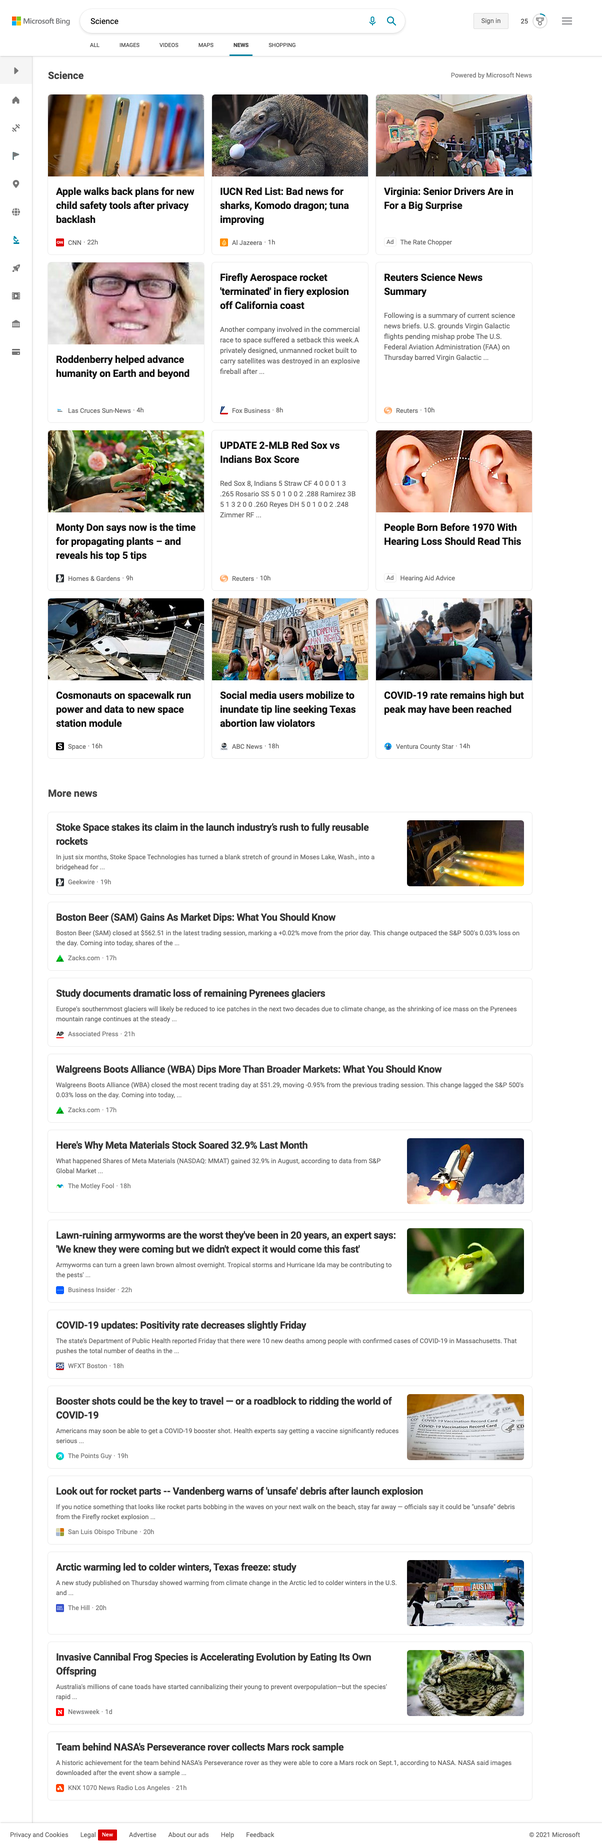 Microsoft Bing
Science
Sign in
25
ALL
IMAGES
VIDEOS
MAPS
NEWS
SHOPPING
Science
Powered by Microsoft News
Apple walks back plans for new
child safety tools after privacy
backlash
CNN · 22h
IUCN Red List: Bad news for
sharks, Komodo dragon; tuna
improving
Al Jazeera · 1h
Virginia: Senior Drivers Are in
For a Big Surprise
Ad The Rate Chopper
Roddenberry helped advance
humanity on Earth and beyond
Las Cruces Sun-News · 4h
Firefly Aerospace rocket
'terminated' in fiery explosion
off California coast
Another company involved in the commercial
race to space suffered a setback this week.A
privately designed, unmanned rocket built to
carry satellites was destroyed in an explosive
fireball after ...
Fox Business · 8h
Reuters Science News
Summary
Following is a summary of current science
news briefs. U.S. grounds Virgin Galactic
flights pending mishap probe The U.S.
Federal Aviation Administration (FAA) on
Thursday barred Virgin Galactic ...
Reuters · 10h
Monty Don says now is the time
for propagating plants – and
reveals his top 5 tips
Homes & Gardens · 9h
UPDATE 2-MLB Red Sox vs
Indians Box Score
Red Sox 8, Indians 5 Straw CF 4 0 0 0 1 3
.265 Rosario SS 5 0 1 0 0 2 .288 Ramirez 3B
5 1 3 2 0 0 .260 Reyes DH 5 0 1 0 0 2 .248
Zimmer RF ...
Reuters · 10h
People Born Before 1970 With
Hearing Loss Should Read This
Ad Hearing Aid Advice
Cosmonauts on spacewalk run
power and data to new space
station module
Space · 16h
Social media users mobilize to
inundate tip line seeking Texas
abortion law violators
ABC News · 18h
COVID-19 rate remains high but
peak may have been reached
Ventura County Star · 14h
More news
Stoke Space stakes its claim in the launch industry's rush to fully reusable
rockets
In just six months, Stoke Space Technologies has turned a blank stretch of ground in Moses Lake, Wash., into a
bridgehead for ...
Geekwire · 19h
Boston Beer (SAM) Gains As Market Dips: What You Should Know
Boston Beer (SAM) closed at $562.51 in the latest trading session, marking a +0.02% move from the prior day. This change outpaced the S&P 500's 0.03% loss on
the day. Coming into today, shares of the ...
Zacks.com · 17h
Study documents dramatic loss of remaining Pyrenees glaciers
Europe's southernmost glaciers will likely be reduced to ice patches in the next two decades due to climate change, as the shrinking of ice mass on the Pyrenees
mountain range continues at the steady ...
AP Associated Press · 21h
Walgreens Boots Alliance (WBA) Dips More Than Broader Markets: What You Should Know
Walgreens Boots Alliance (WBA) closed the most recent trading day at $51.29, moving -0.95% from the previous trading session. This change lagged the S&P 500's
0.03% loss on the day. Coming into today, ...
Zacks.com · 17h
Here's Why Meta Materials Stock Soared 32.9% Last Month
What happened Shares of Meta Materials (NASDAQ: MMAT) gained 32.9% in August, according to data from S&P
Global Market ...
The Motley Fool · 18h
Lawn-ruining armyworms are the worst they've been in 20 years, an expert says:
'We knew they were coming but we didn't expect it would come this fast'
Armyworms can turn a green lawn brown almost overnight. Tropical storms and Hurricane Ida may be contributing to
the pests' ...
Business Insider · 22h
COVID-19 updates: Positivity rate decreases slightly Friday
The state's Department of Public Health reported Friday that there were 10 new deaths among people with confirmed cases of COVID-19 in Massachusetts. That
pushes the total number of deaths in the ...
WFXT Boston · 18h
Booster shots could be the key to travel — or a roadblock to ridding the world of
COVID-19
Americans may soon be able to get a COVID-19 booster shot. Health experts say getting a vaccine significantly reduces
serious ...
The Points Guy · 19h
COVID-19 Vaccination Record Card
Look out for rocket parts -- Vandenberg warns of 'unsafe' debris after launch explosion
If you notice something that looks like rocket parts bobbing in the waves on your next walk on the beach, stay far away — officials say it could be "unsafe" debris
from the Firefly rocket explosion ...
San Luis Obispo Tribune · 20h
Arctic warming led to colder winters, Texas freeze: study
A new study published on Thursday showed warming from climate change in the Arctic led to colder winters in the U.S.
and ...
The Hill · 20h
AUSTIN
Invasive Cannibal Frog Species is Accelerating Evolution by Eating Its Own
Offspring
Australia's millions of cane toads have started cannibalizing their young to prevent overpopulation—but the species'
rapid ...
Newsweek · 1d
Team behind NASA's Perseverance rover collects Mars rock sample
A historic achievement for the team behind NASA's Perseverance rover as they were able to core a Mars rock on Sept.1, according to NASA. NASA said images
downloaded after the event show a sample ...
KNX 1070 News Radio Los Angeles · 21h
Privacy and Cookies
Legal
New
Advertise
About our ads
Help
Feedback
© 2021 Microsoft